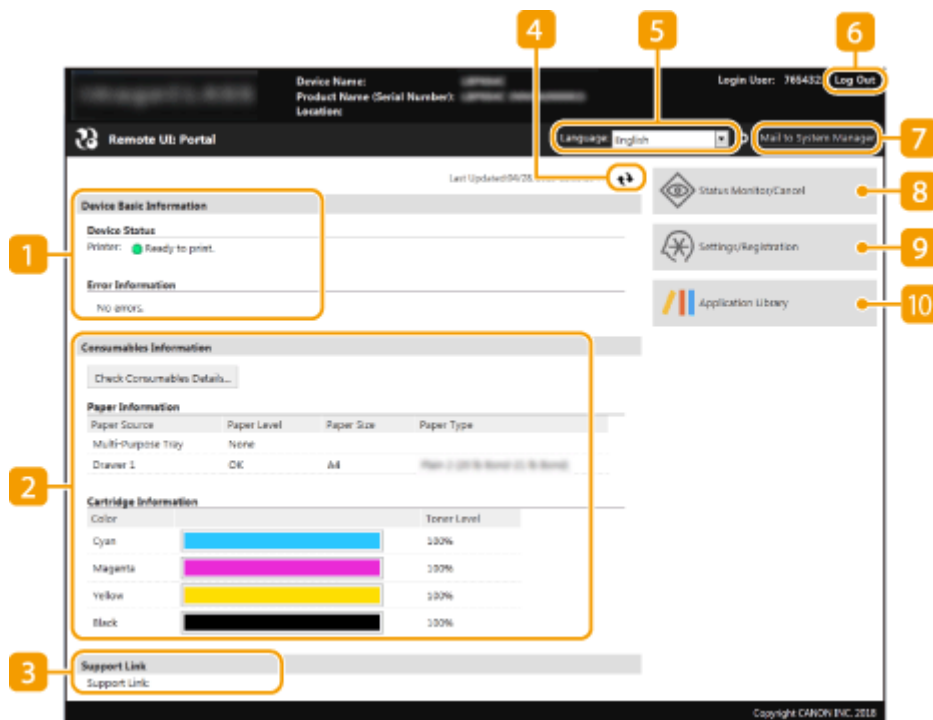 4
5
6
Device Name:
Login User:
Log Out
Product Name (Serial Number):
Location:
Remote UI: Portal
Language:
English
Mail to System Manager
7
Last Updated:04/28,
Status Monitor/Cancel
8
Device Basic Information
Device Status
1
Printer:
Ready to print.
Settings/Registration
9
Error Information
No errors.
Application Library
10
Consumables Information
Check Consumables Details...
Paper Information
Paper Source Paper Level Paper Size Paper Type
Multi-Purpose Tray None
Drawer 1 OK A4
2
Cartridge Information
Color Toner Level
Cyan 100%
Magenta 100%
Yellow 100%
Black 100%
3
Support Link
Support Link:
Copyright CANON INC. 2018